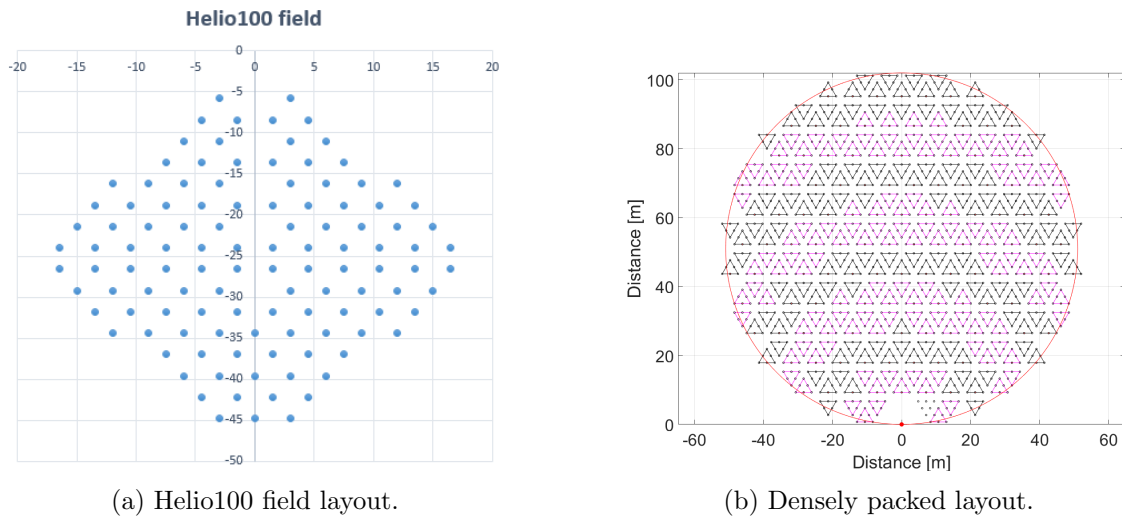 Helio100 field
0
-20 -15 -10 -5 0 5 10 15 20
-5
-10
-15
-20
-25
-30
-35
-40
-45
-50
(a) Helio100 field layout.
100
80
60
40
20
0
Distance [m]
-60 -40 -20 0 20 40 60
Distance [m]
(b) Densely packed layout.